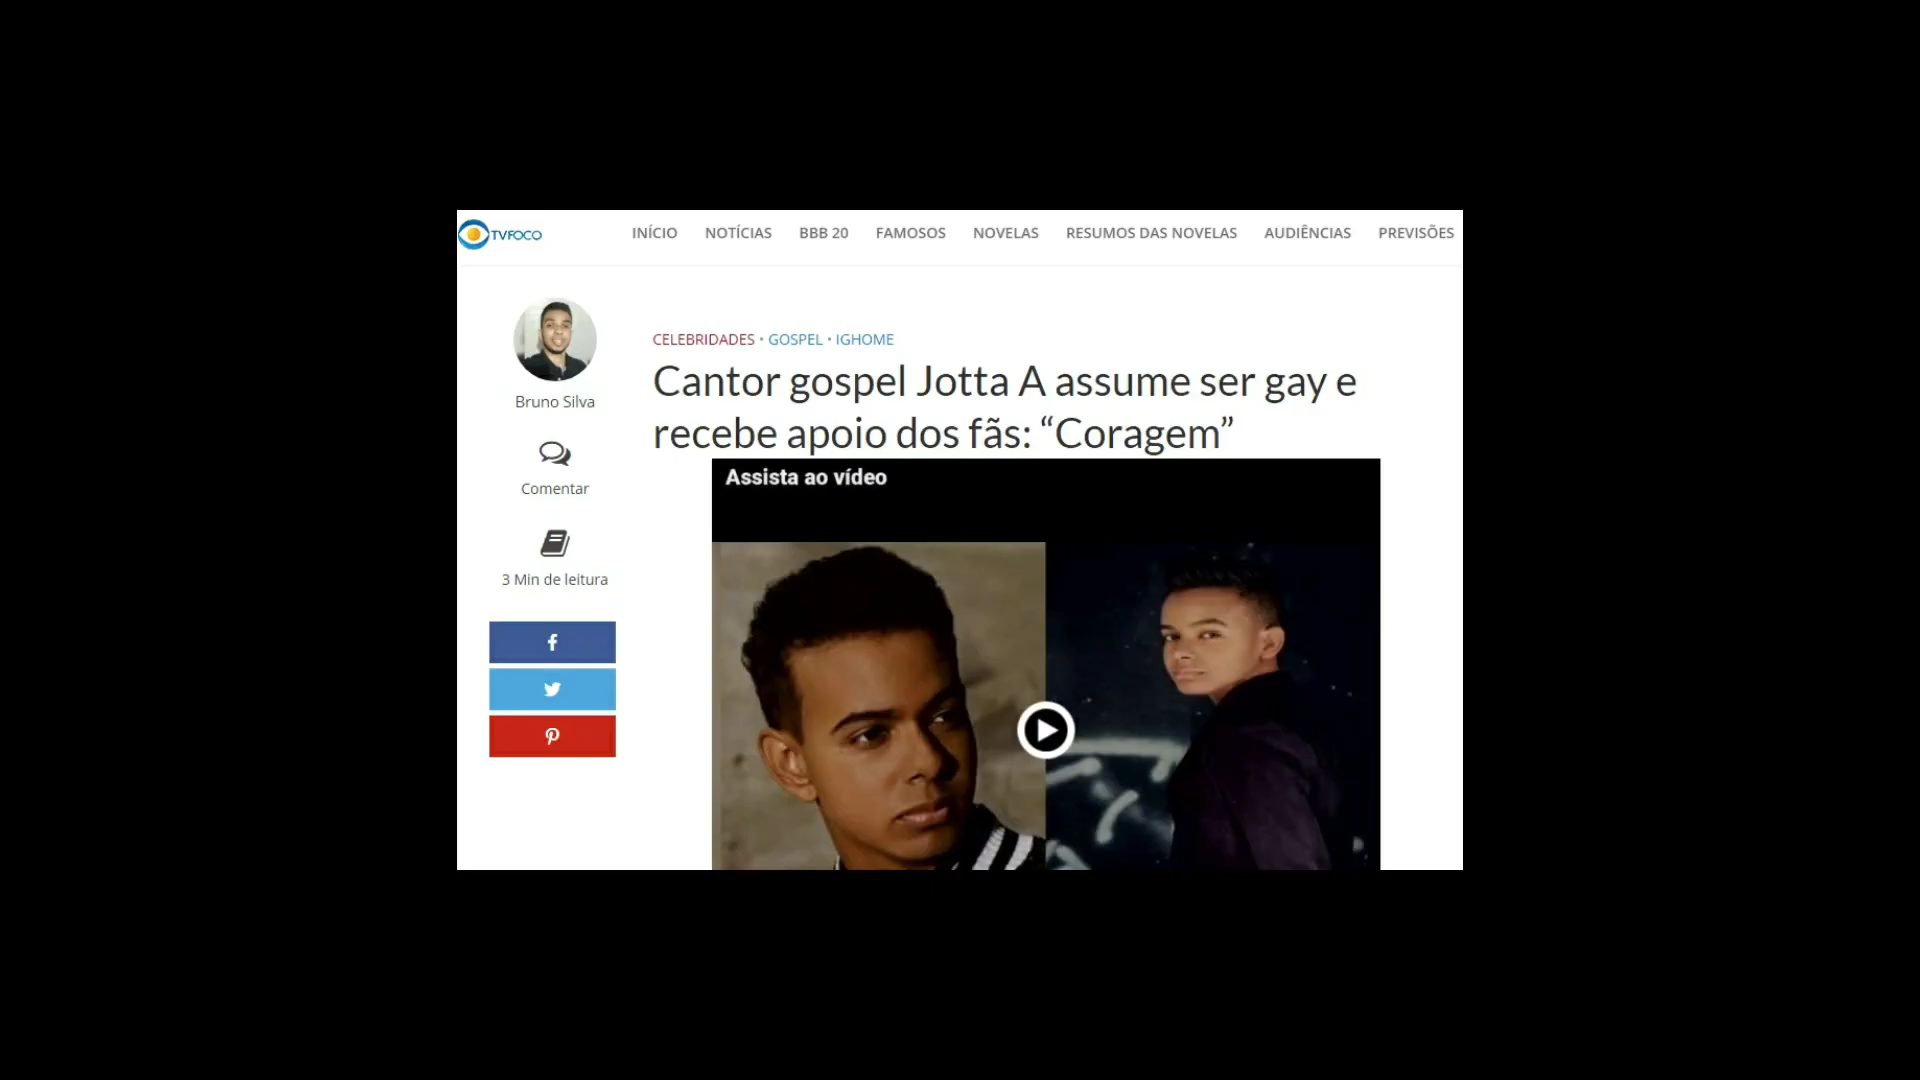 TVFOCO
INÍCIO NOTÍCIAS BBB 20 FAMOSOS NOVELAS RESUMOS DAS NOVELAS AUDIÊNCIAS PREVISÕES
Bruno Silva
Comentar
3 Min de leitura
CELEBRIDADES • GOSPEL • IGHOME
Cantor gospel Jotta A assume ser gay e
recebe apoio dos fãs: “Coragem”
Assista ao vídeo